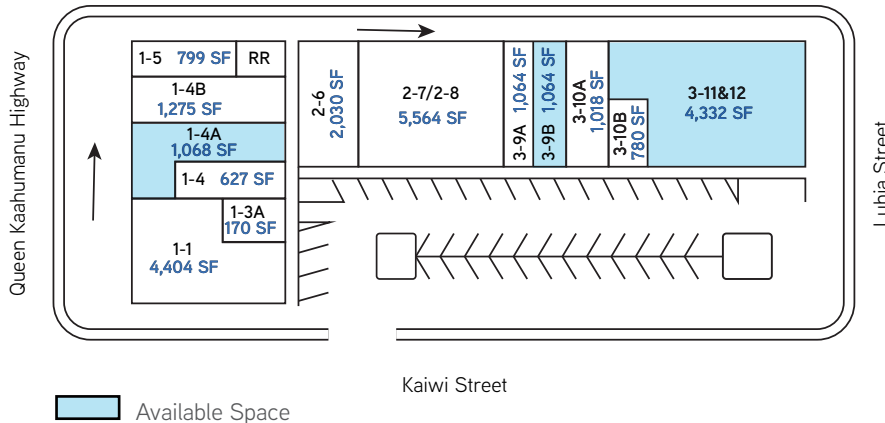 Queen Kaahumanu Highway
1-5 799 SF
RR
1-4B
1,275 SF
1-4A
1,068 SF
1-4 627 SF
1-3A
170 SF
1-1
4,404 SF
2-6
2,030 SF
2-7/2-8
5,564 SF
3-9A 1,064 SF
3-9B 1,064 SF
3-10A
1,018 SF
3-10B
780 SF
3-11&12
4,332 SF
Luhia Street
Kaiwi Street
Available Space